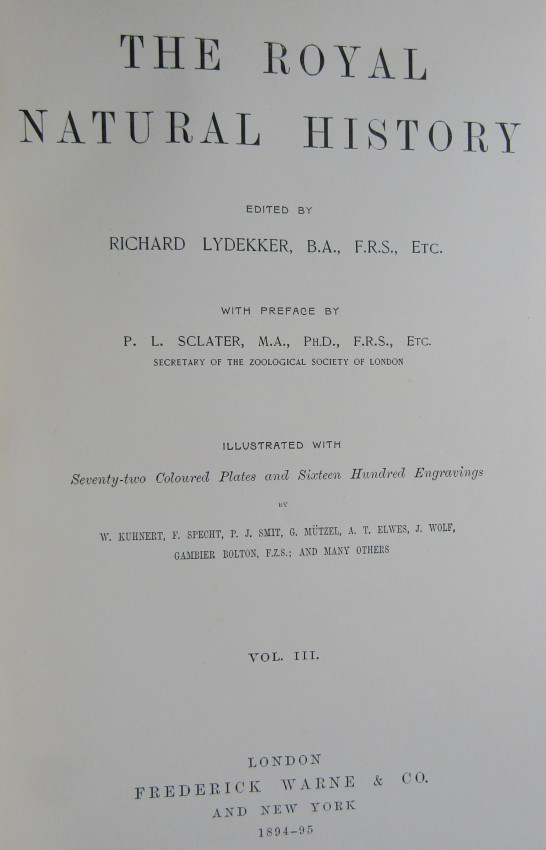 THE ROYAL
NATURAL HISTORY
EDITED BY
RICHARD LYDEKKER, B.A., F.R.S., ETC.
WITH PREFACE BY
P. L. SCLATER, M.A., PH.D., F.R.S., ETC.
SECRETARY OF THE ZOOLOGICAL SOCIETY OF LONDON
ILLUSTRATED WITH
Seventy-two Coloured Plates and Sixteen Hundred Engravings
BY
W. KUHNERT, F. SPECHT, P. J. SMIT, G. MÜTZEL, A. T. ELWES, J. WOLF,
GAMBIER BOLTON, F.Z.S.; AND MANY OTHERS
VOL. III.
LONDON
FREDERICK WARNE & CO.
AND NEW YORK
1894-95